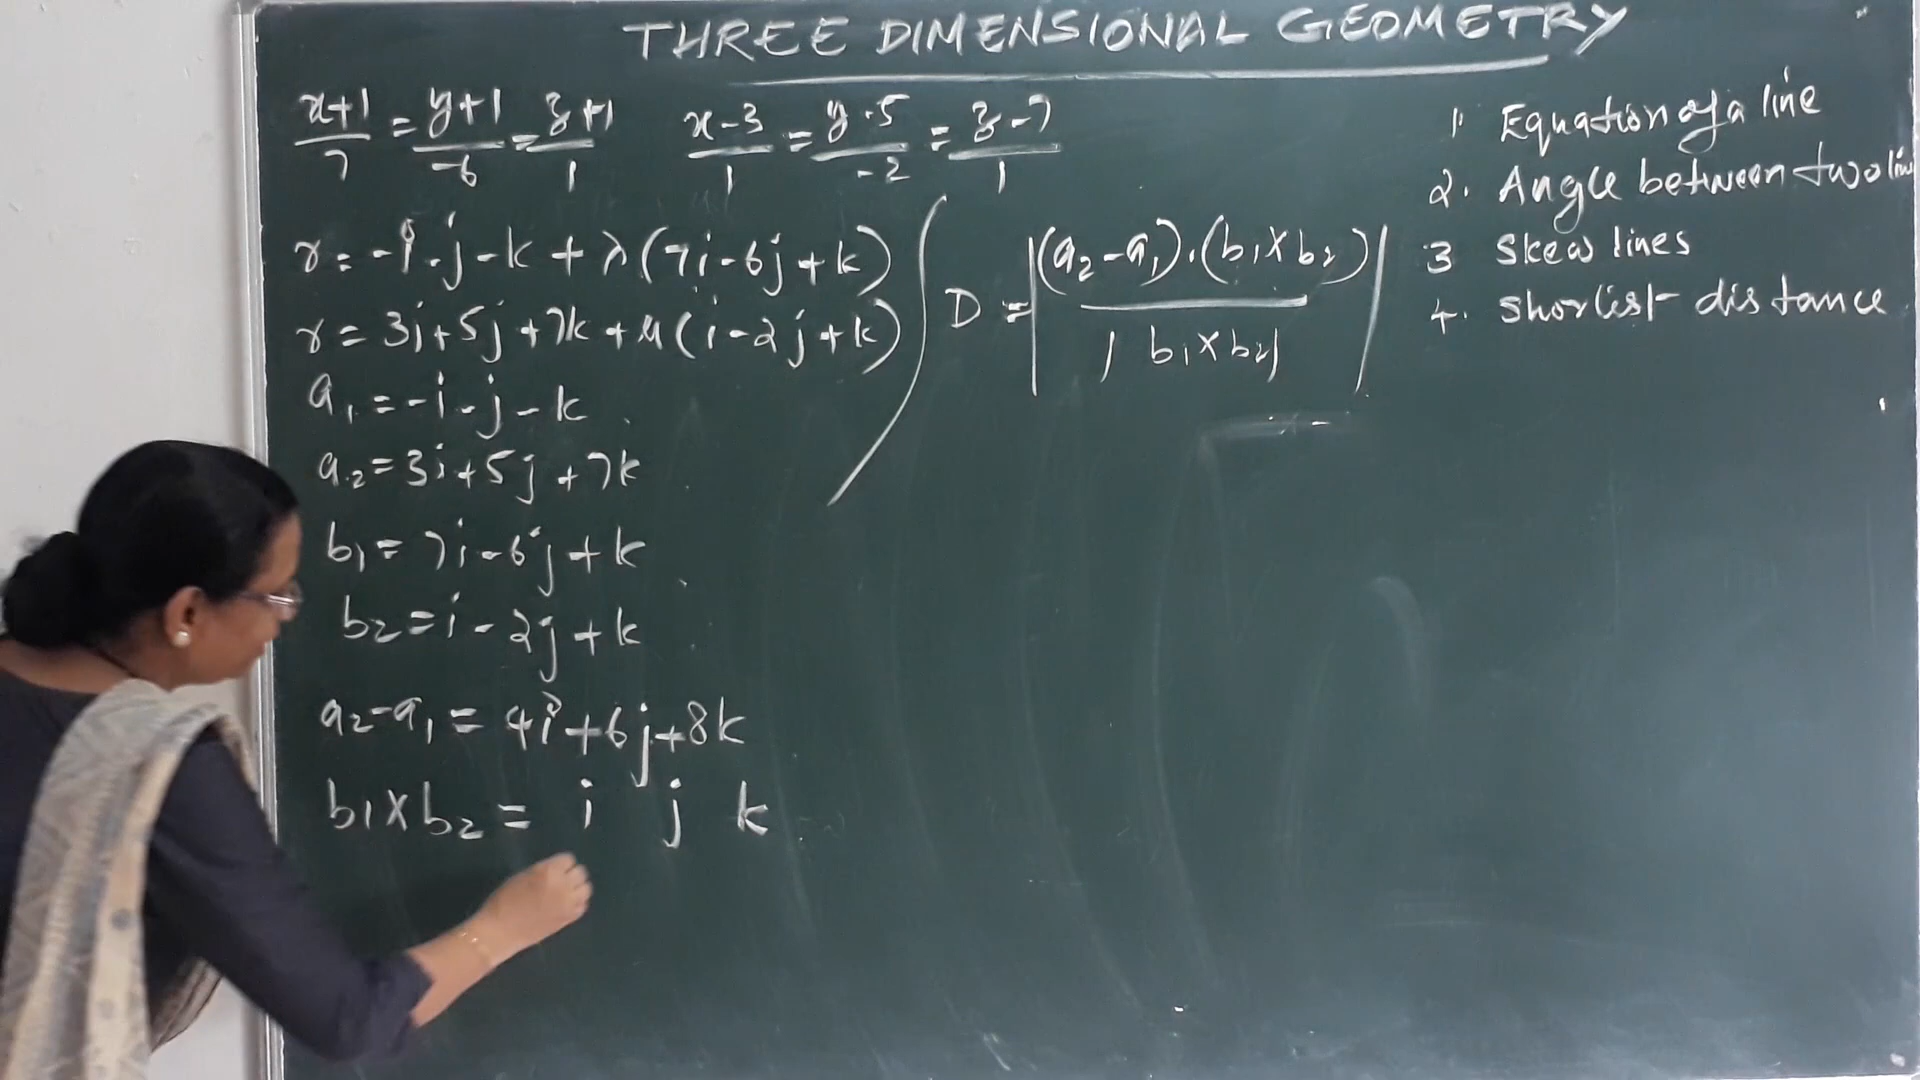 THREE DIMENSIONAL GEOMETRY
x+1/7 = y+1/-6 = z+1/1 x-3/1 = y-5/-2 = z-7/1
r = -i-j-k+λ(7i-6j+k)
r = 3i+5j+7k+μ(i-2j+k)
a₁ = -i-j-k
a₂ = 3i+5j+7k
b₁ = 7i-6j+k
b₂ = i-2j+k
a₂-a₁ = 4i+6j+8k
b₁×b₂ = i j k
D = |(a₂-a₁).(b₁×b₂)/|b₁×b₂||
1 Equation of a line
2. Angle between two lin
3 Skew lines
4. Shortest distance